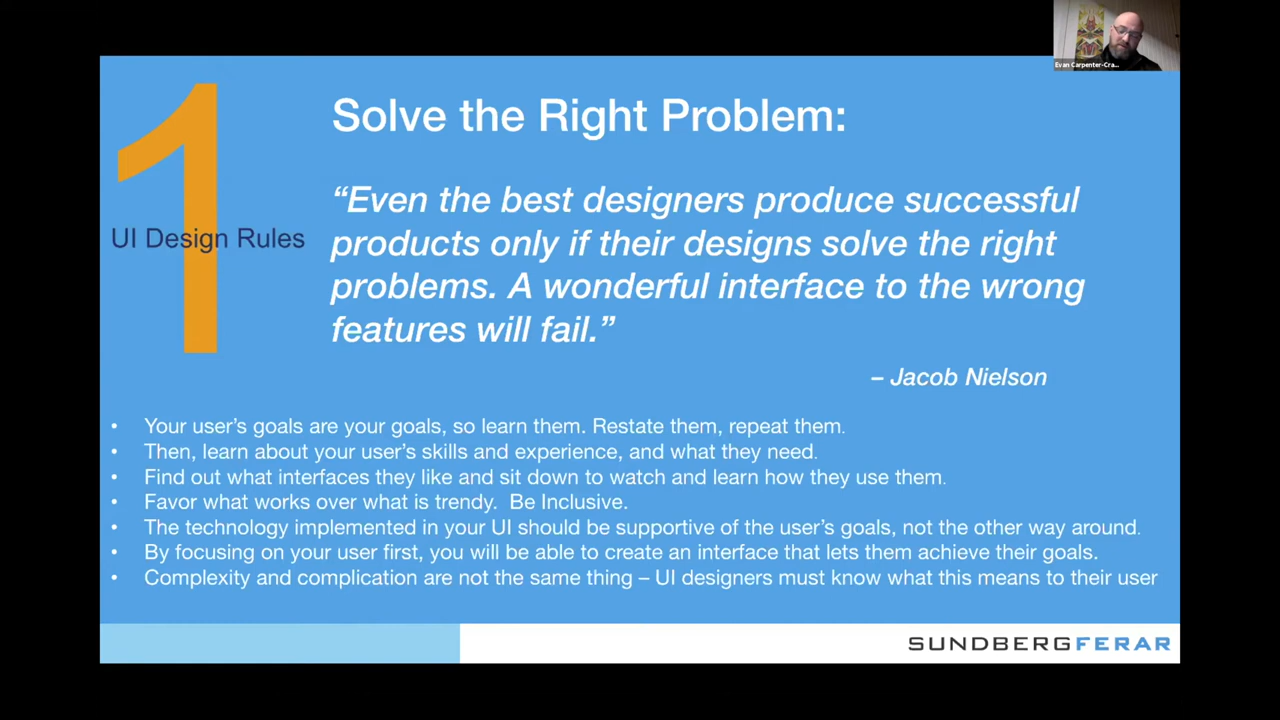 Evan Carpenter-Cra...
1
UI Design Rules
Solve the Right Problem:
“Even the best designers produce successful
products only if their designs solve the right
problems. A wonderful interface to the wrong
features will fail.”
– Jacob Nielson
• Your user’s goals are your goals, so learn them. Restate them, repeat them.
• Then, learn about your user’s skills and experience, and what they need.
• Find out what interfaces they like and sit down to watch and learn how they use them.
• Favor what works over what is trendy.  Be Inclusive.
• The technology implemented in your UI should be supportive of the user’s goals, not the other way around.
• By focusing on your user first, you will be able to create an interface that lets them achieve their goals.
• Complexity and complication are not the same thing – UI designers must know what this means to their user
SUNDBERGFERAR